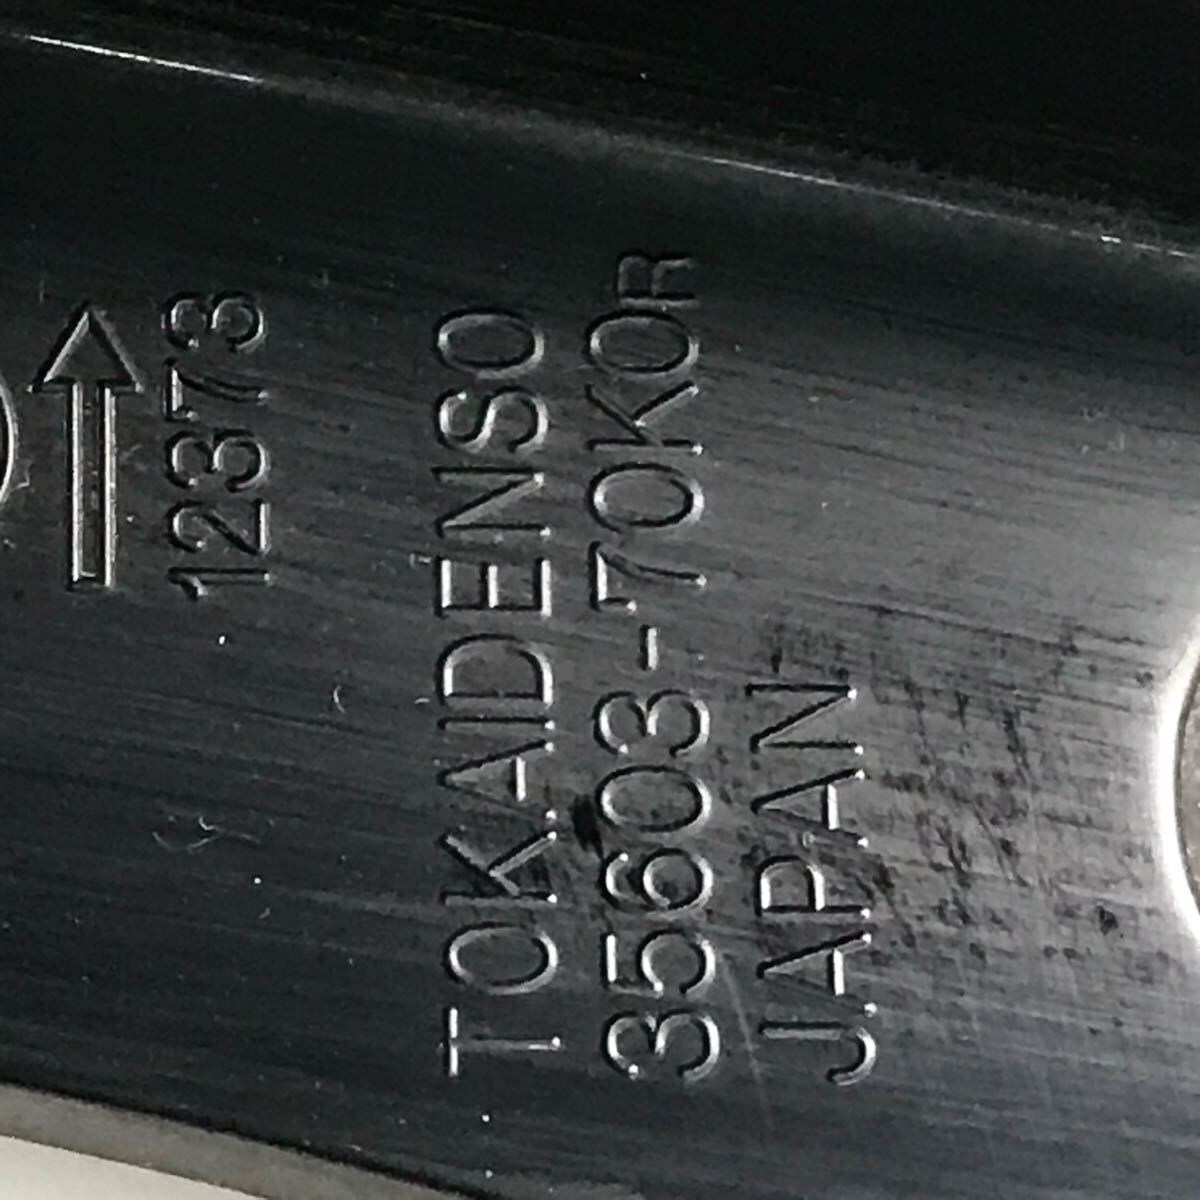 12373
TOKAIDENSO
35603-70K0R
JAPAN